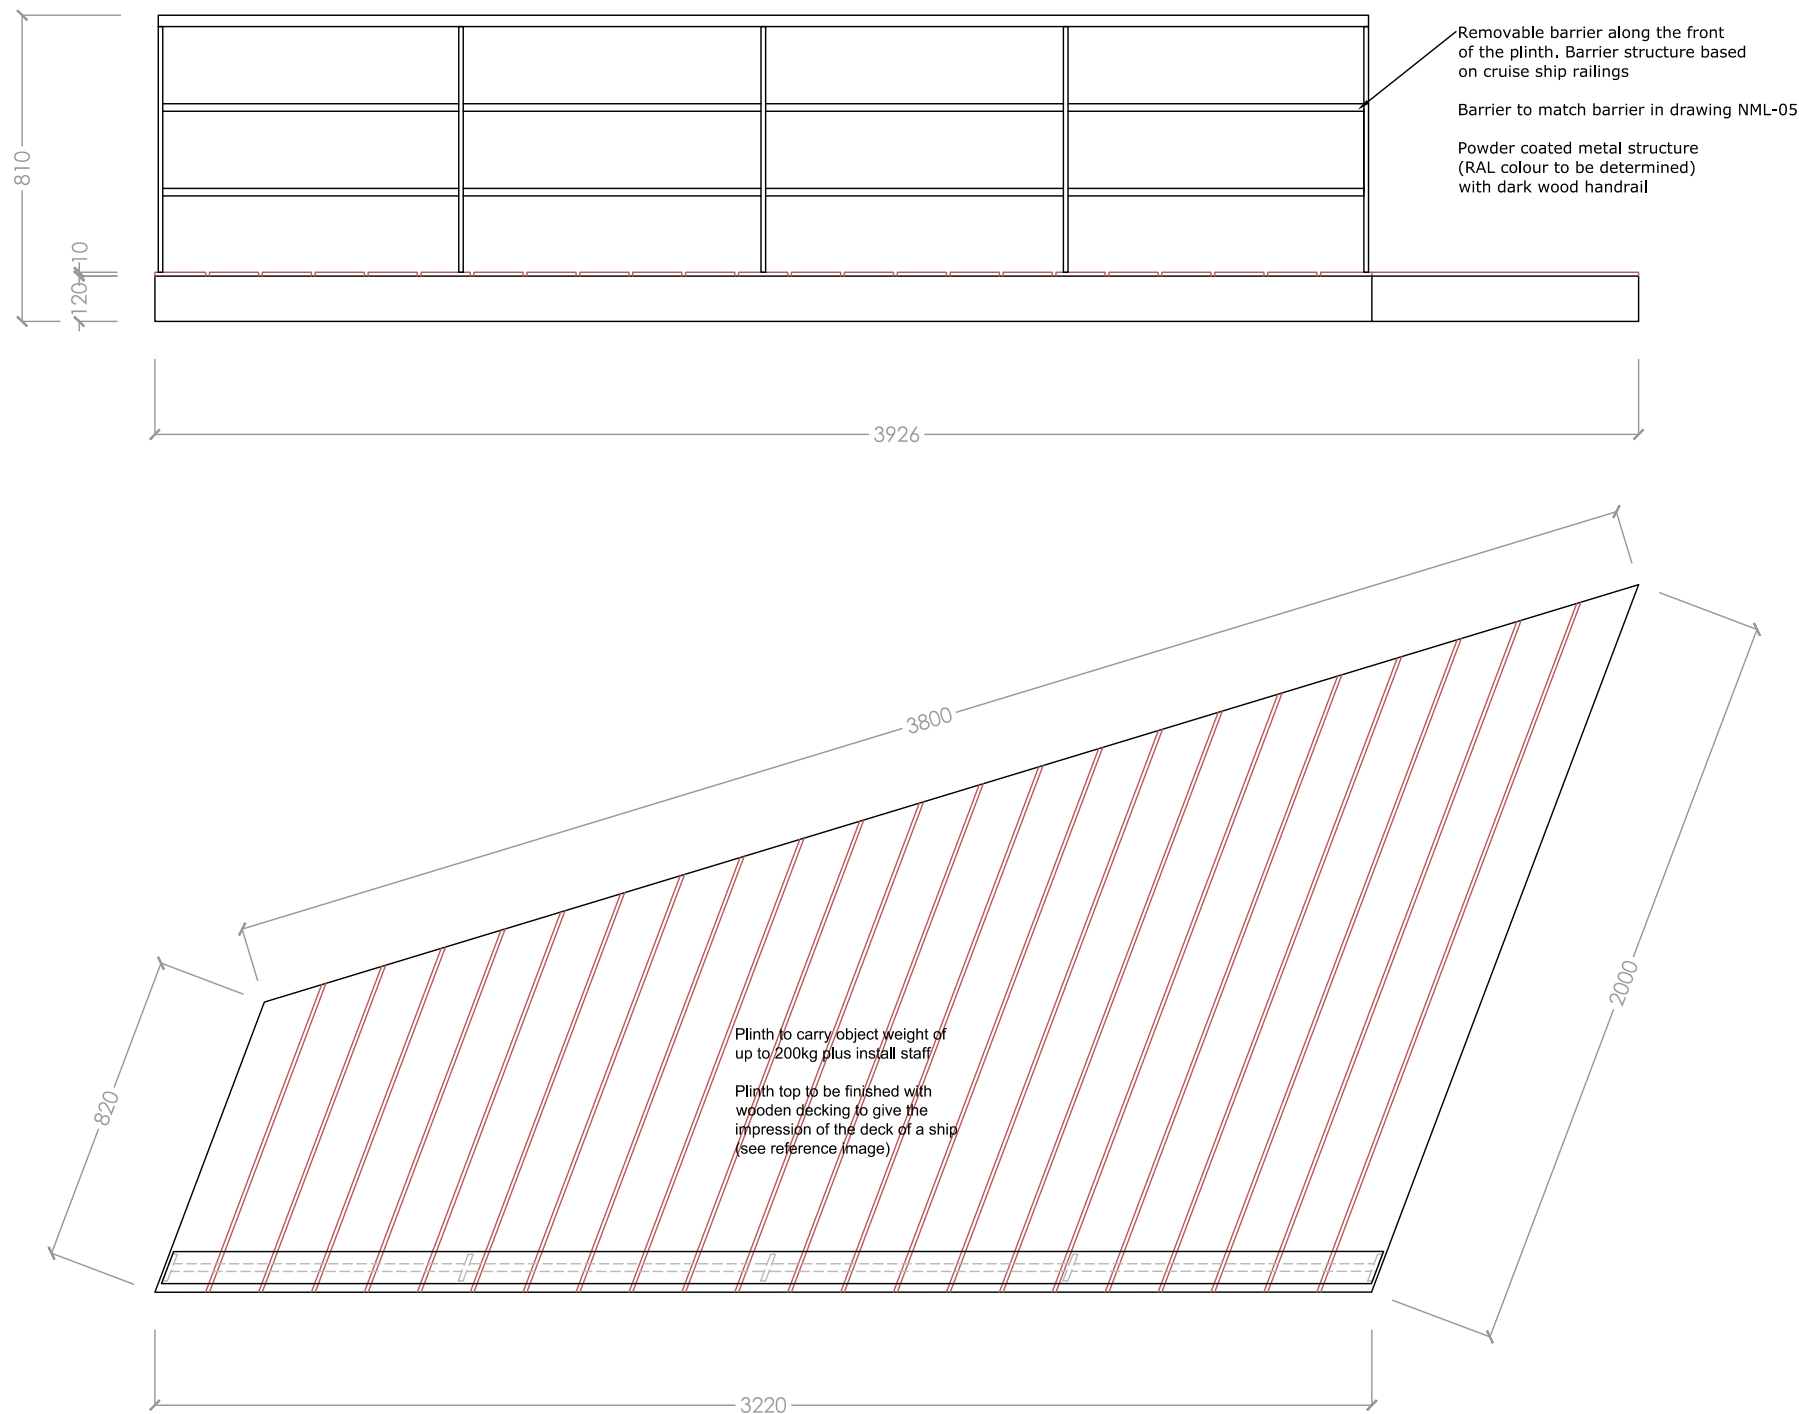 Removable barrier along the front
of the plinth. Barrier structure based
on cruise ship railings
Barrier to match barrier in drawing NML-05
Powder coated metal structure
(RAL colour to be determined)
with dark wood handrail
810
10
120
3926
3800
820
2000
Plinth to carry object weight of
up to 200kg plus install staff
Plinth top to be finished with
wooden decking to give the
impression of the deck of a ship
(see reference image)
3220